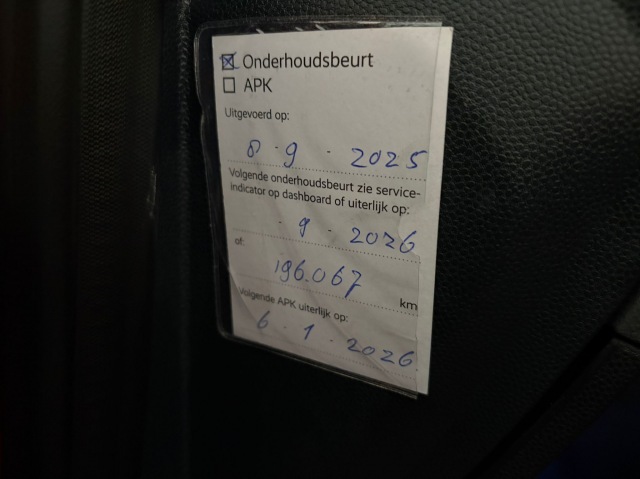 ☒ Onderhoudsbeurt
☐ APK
Uitgevoerd op:
8 - 9 - 2025
Volgende onderhoudsbeurt zie service-
indicator op dashboard of uiterlijk op:
- 9 - 2026
of: 196.067 km
Volgende APK uiterlijk op:
6 - 1 - 2026